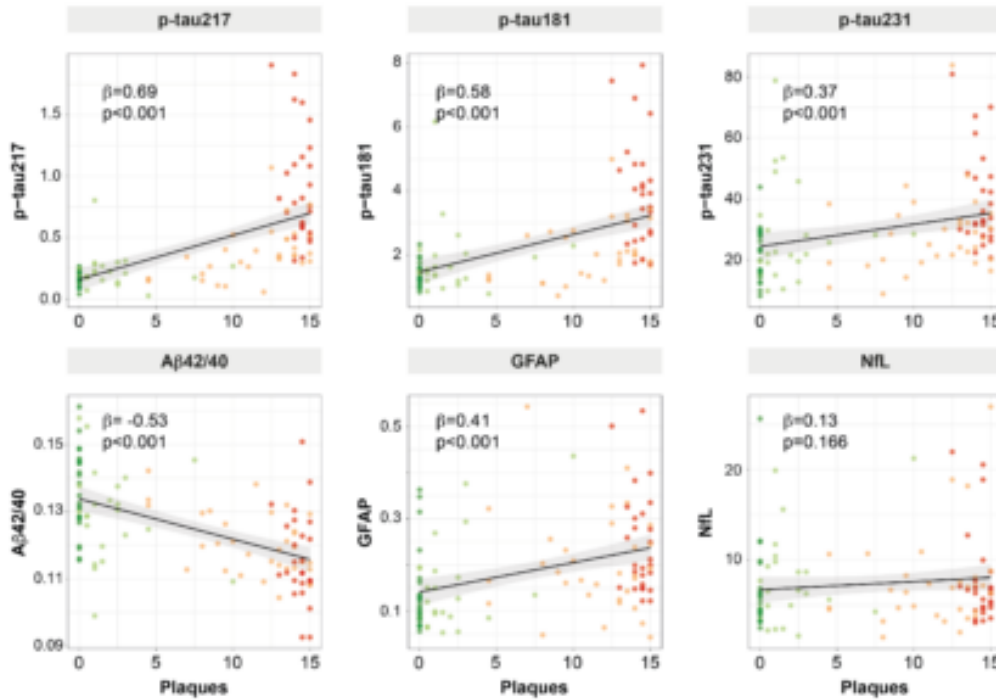 p-tau217
p-tau181
p-tau231
p-tau217
1.5
1.0
0.5
0.0
β=0.69
p<0.001
0 5 10 15
p-tau181
8
6
4
2
β=0.58
p<0.001
0 5 10 15
p-tau231
80
60
40
20
β=0.37
p<0.001
0 5 10 15
Aβ42/40
GFAP
NfL
Aβ42/40
0.15
0.13
0.11
0.09
β= -0.53
p<0.001
0 5 10 15
Plaques
GFAP
0.5
0.3
0.1
β=0.41
p<0.001
0 5 10 15
Plaques
NfL
20
10
β=0.13
p=0.166
0 5 10 15
Plaques